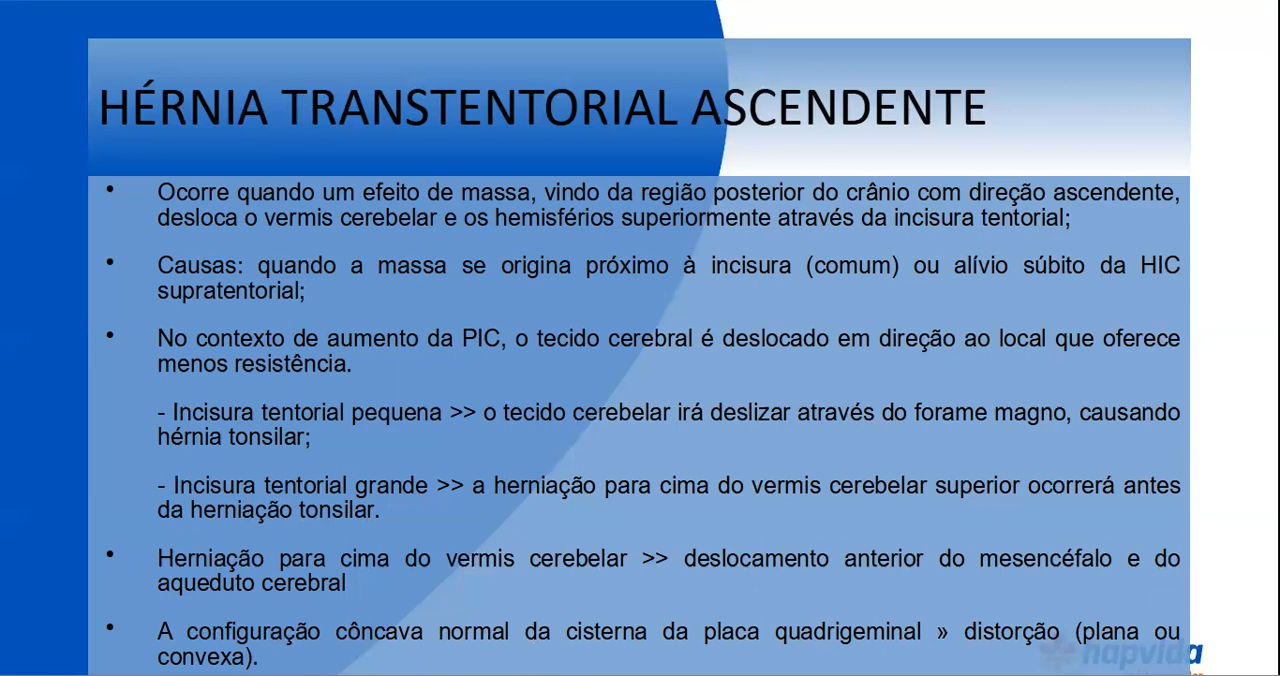 HÉRNIA TRANSTENTORIAL ASCENDENTE
• Ocorre quando um efeito de massa, vindo da região posterior do crânio com direção ascendente,
desloca o vermis cerebelar e os hemisférios superiormente através da incisura tentorial;
• Causas: quando a massa se origina próximo à incisura (comum) ou alívio súbito da HIC
supratentorial;
• No contexto de aumento da PIC, o tecido cerebral é deslocado em direção ao local que oferece
menos resistência.
- Incisura tentorial pequena >> o tecido cerebelar irá deslizar através do forame magno, causando
hérnia tonsilar;
- Incisura tentorial grande >> a herniação para cima do vermis cerebelar superior ocorrerá antes
da herniação tonsilar.
• Herniação para cima do vermis cerebelar >> deslocamento anterior do mesencéfalo e do
aqueduto cerebral
• A configuração côncava normal da cisterna da placa quadrigeminal » distorção (plana ou
convexa).
hapvida